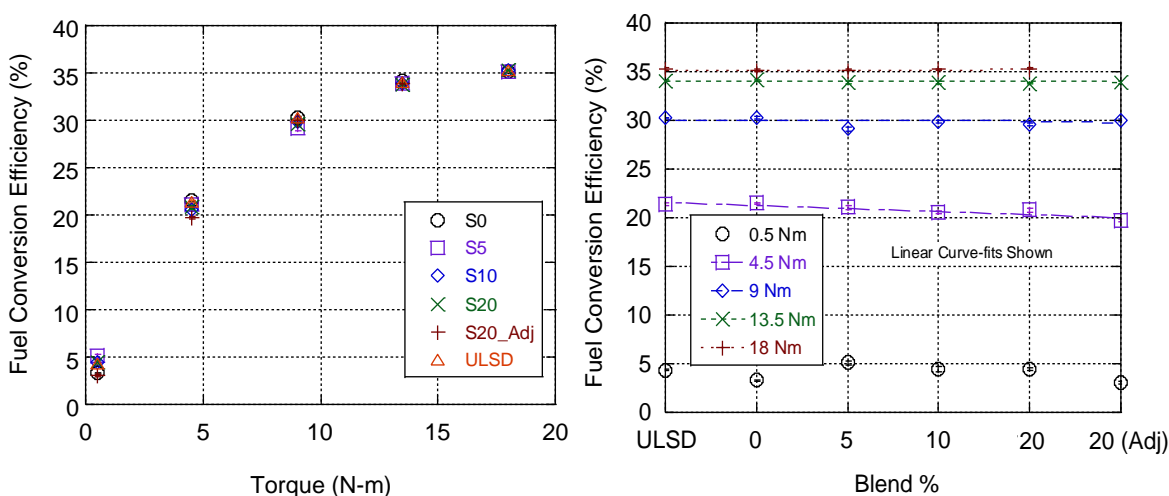 Fuel Conversion Efficiency (%)
40
35
30
25
20
15
10
5
0
0 5 10 15 20
Torque (N-m)
S0
S5
S10
S20
S20_Adj
ULSD
Fuel Conversion Efficiency (%)
40
35
30
25
20
15
10
5
0
ULSD 0 5 10 20 20 (Adj)
Blend %
0.5 Nm
4.5 Nm
9 Nm
13.5 Nm
18 Nm
Linear Curve-fits Shown